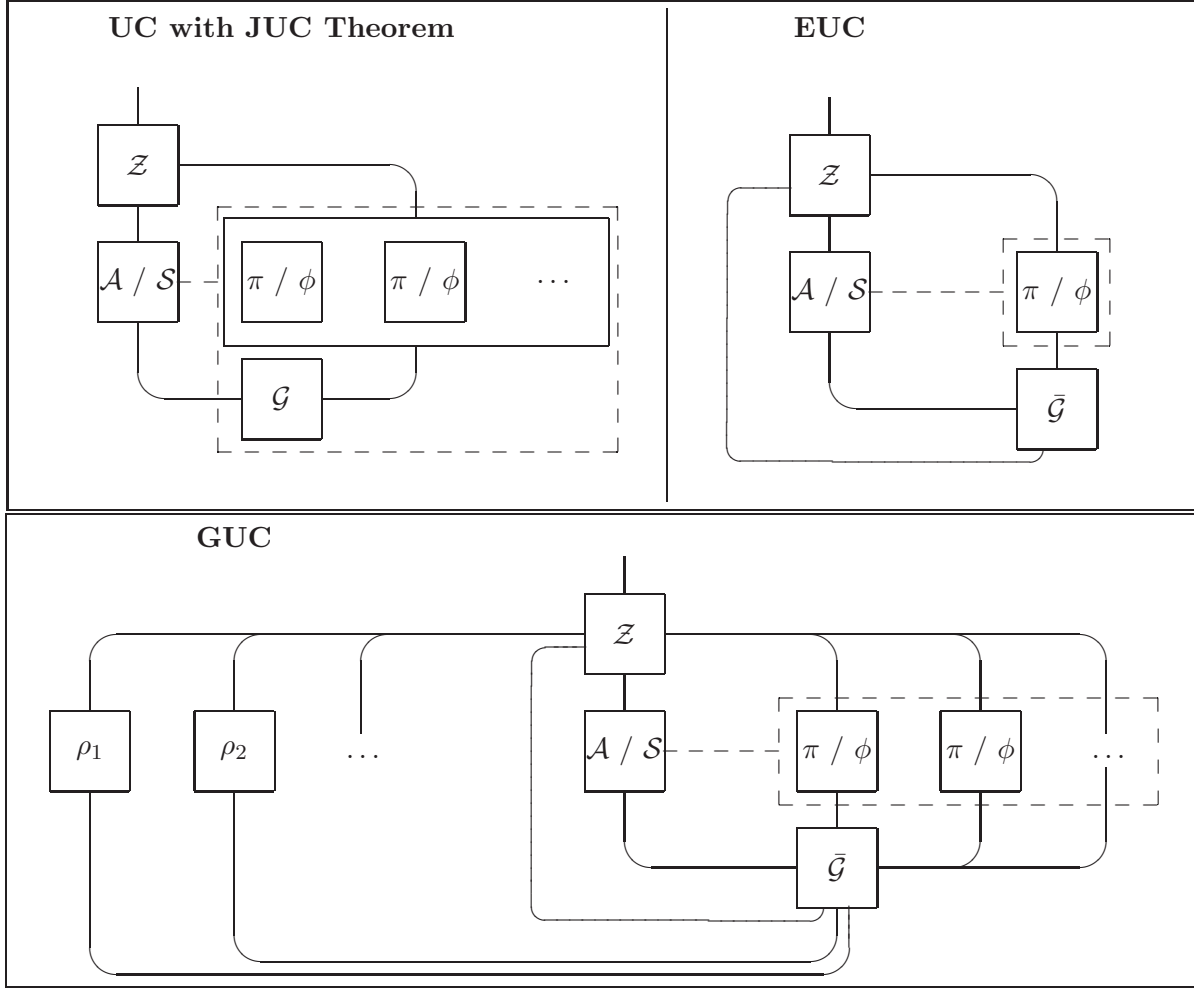 UC with JUC Theorem
𝒵
𝒜 / 𝒮
π / ϕ
π / ϕ
...
𝒢
EUC
𝒵
𝒜 / 𝒮
π / ϕ
𝒢̄
GUC
𝒵
ρ₁
ρ₂
...
𝒜 / 𝒮
π / ϕ
π / ϕ
...
𝒢̄